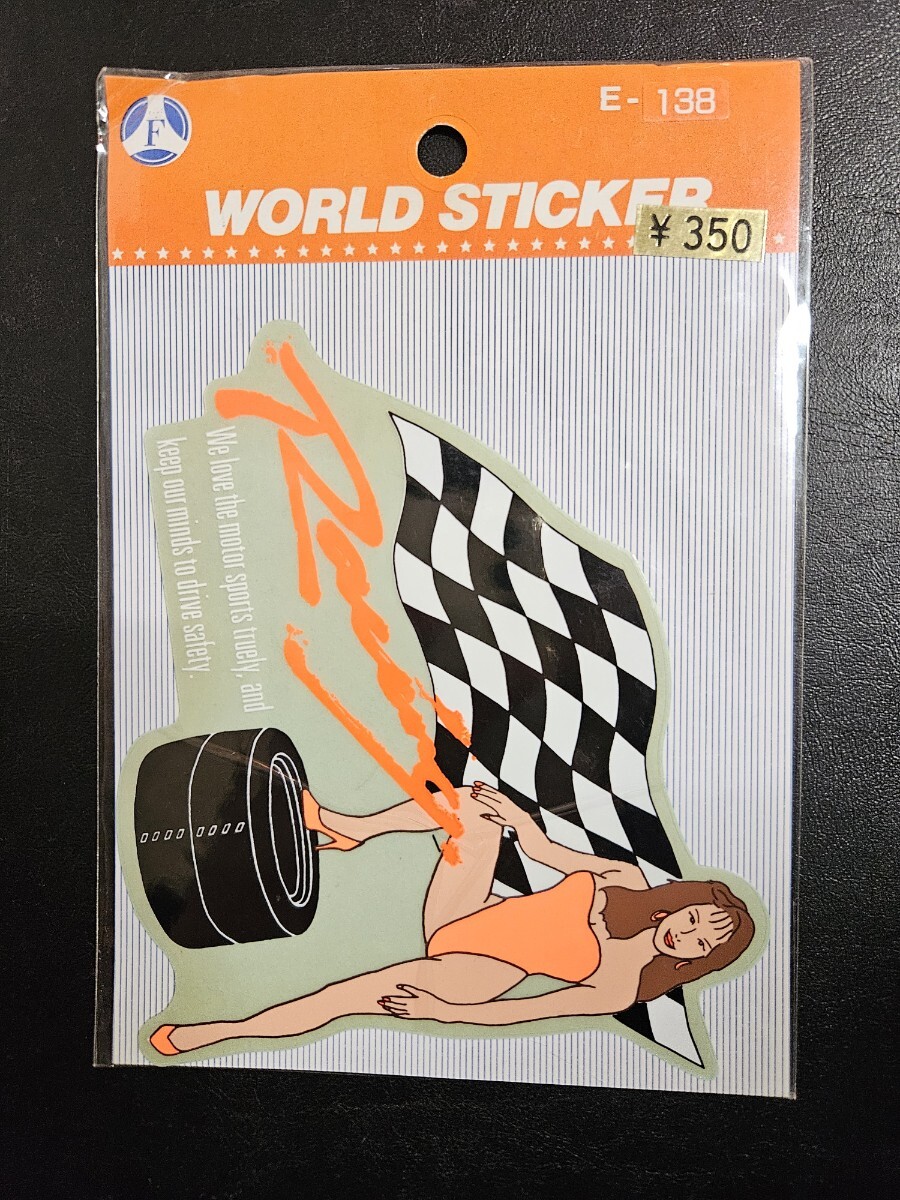 F
E-138
WORLD STICKER
¥350
Racing
We love the motor sports truely, and
keep our minds to drive safety.